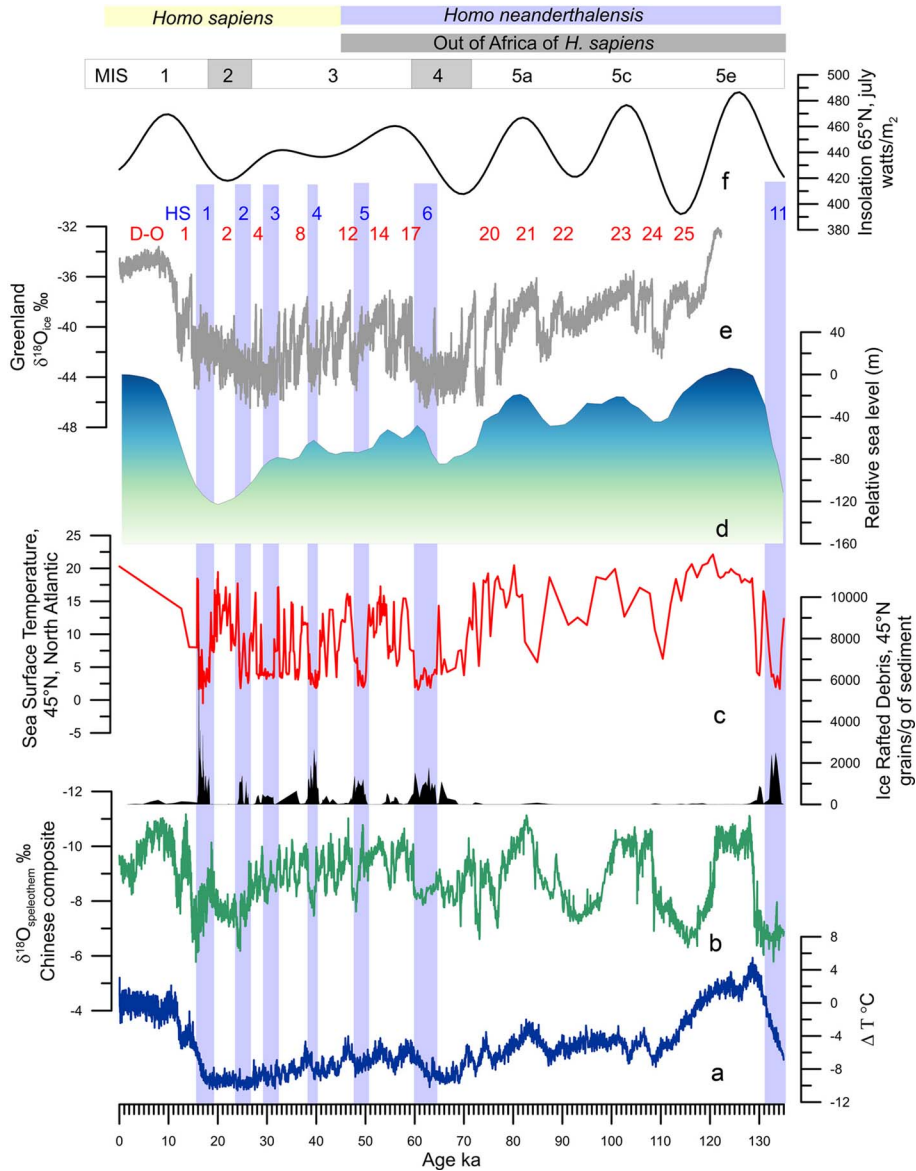 Homo sapiens
Homo neanderthalensis
Out of Africa of H. sapiens
MIS 1 2 3 4 5a 5c 5e
500
480
460
440
420
400
380
Insolation 65°N, july
watts/m2
f
HS 1 2 3 4 5 6 11
D-O 1 2 4 8 12 14 17 20 21 22 23 24 25
-32
-36
-40
-44
-48
Greenland
δ18Oice ‰
e
40
0
-40
-80
-120
-160
Relative sea level (m)
d
25
20
15
10
5
0
-5
Sea Surface Temperature,
45°N, North Atlantic
c
10000
8000
6000
4000
2000
0
Ice Rafted Debris, 45°N
grains/g of sediment
-12
-10
-8
-6
-4
δ18Ospeleothem ‰
Chinese composite
b
8
4
0
-4
-8
-12
Δ T °C
a
0 10 20 30 40 50 60 70 80 90 100 110 120 130
Age ka